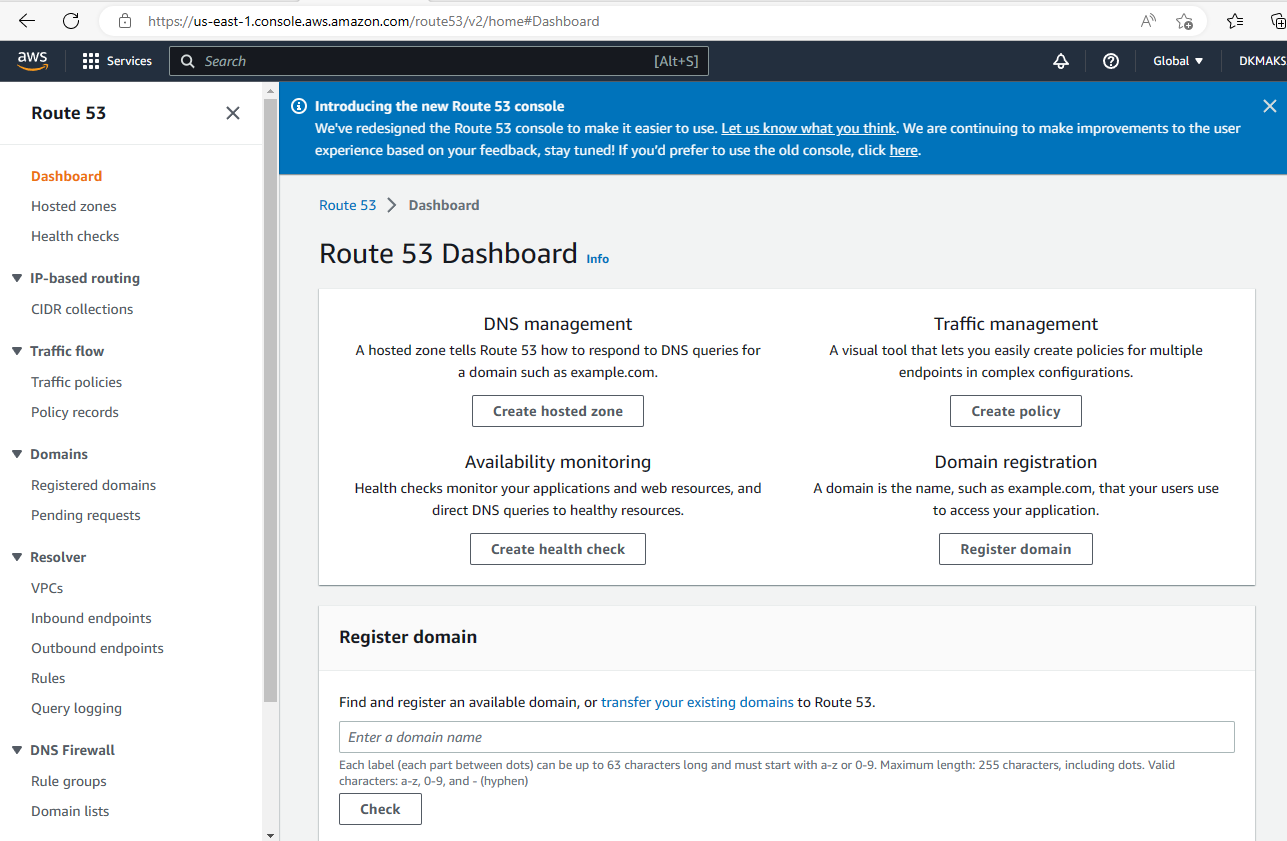 https://us-east-1.console.aws.amazon.com/route53/v2/home#Dashboard
aws Services Search [Alt+S] Global DKMAKS
Route 53
Dashboard
Hosted zones
Health checks
IP-based routing
CIDR collections
Traffic flow
Traffic policies
Policy records
Domains
Registered domains
Pending requests
Resolver
VPCs
Inbound endpoints
Outbound endpoints
Rules
Query logging
DNS Firewall
Rule groups
Domain lists
Introducing the new Route 53 console
We've redesigned the Route 53 console to make it easier to use. Let us know what you think. We are continuing to make improvements to the user
experience based on your feedback, stay tuned! If you'd prefer to use the old console, click here.
Route 53 Dashboard
Route 53 Dashboard Info
DNS management
A hosted zone tells Route 53 how to respond to DNS queries for
a domain such as example.com.
Create hosted zone
Traffic management
A visual tool that lets you easily create policies for multiple
endpoints in complex configurations.
Create policy
Availability monitoring
Health checks monitor your applications and web resources, and
direct DNS queries to healthy resources.
Create health check
Domain registration
A domain is the name, such as example.com, that your users use
to access your application.
Register domain
Register domain
Find and register an available domain, or transfer your existing domains to Route 53.
Enter a domain name
Each label (each part between dots) can be up to 63 characters long and must start with a-z or 0-9. Maximum length: 255 characters, including dots. Valid
characters: a-z, 0-9, and - (hyphen)
Check